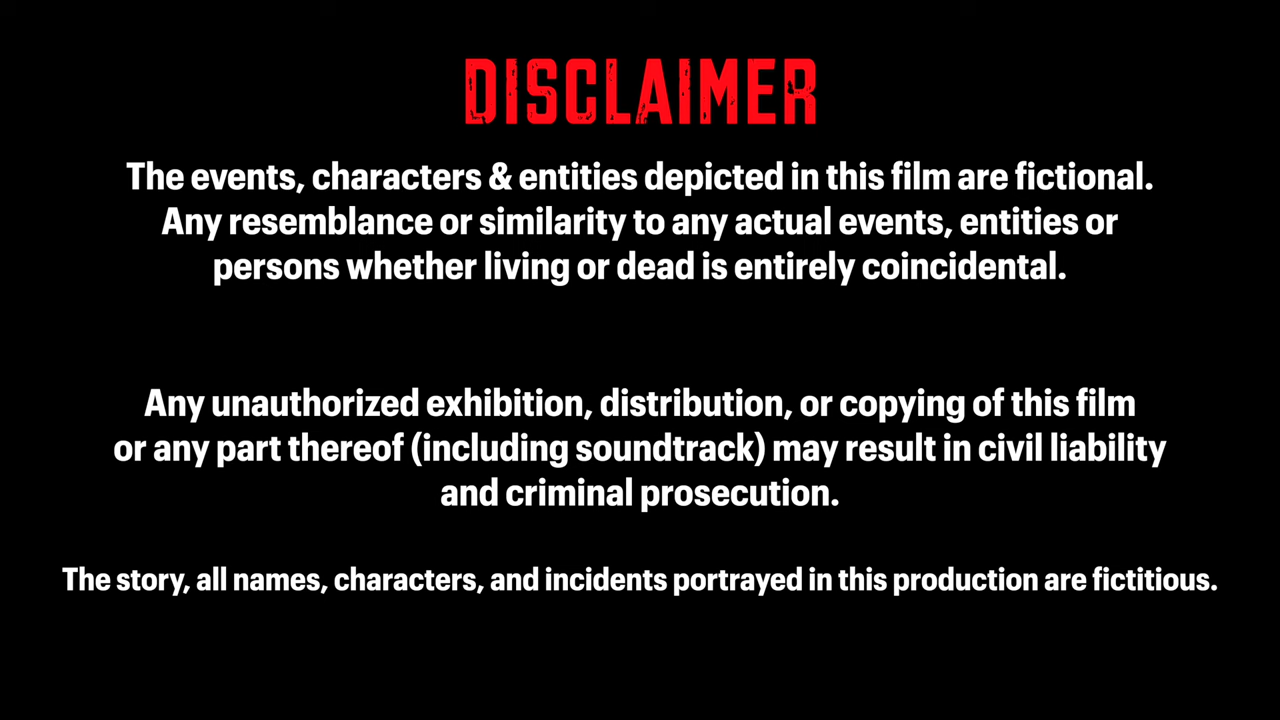 DISCLAIMER
The events, characters & entities depicted in this film are fictional.
Any resemblance or similarity to any actual events, entities or
persons whether living or dead is entirely coincidental.
Any unauthorized exhibition, distribution, or copying of this film
or any part thereof (including soundtrack) may result in civil liability
and criminal prosecution.
The story, all names, characters, and incidents portrayed in this production are fictitious.